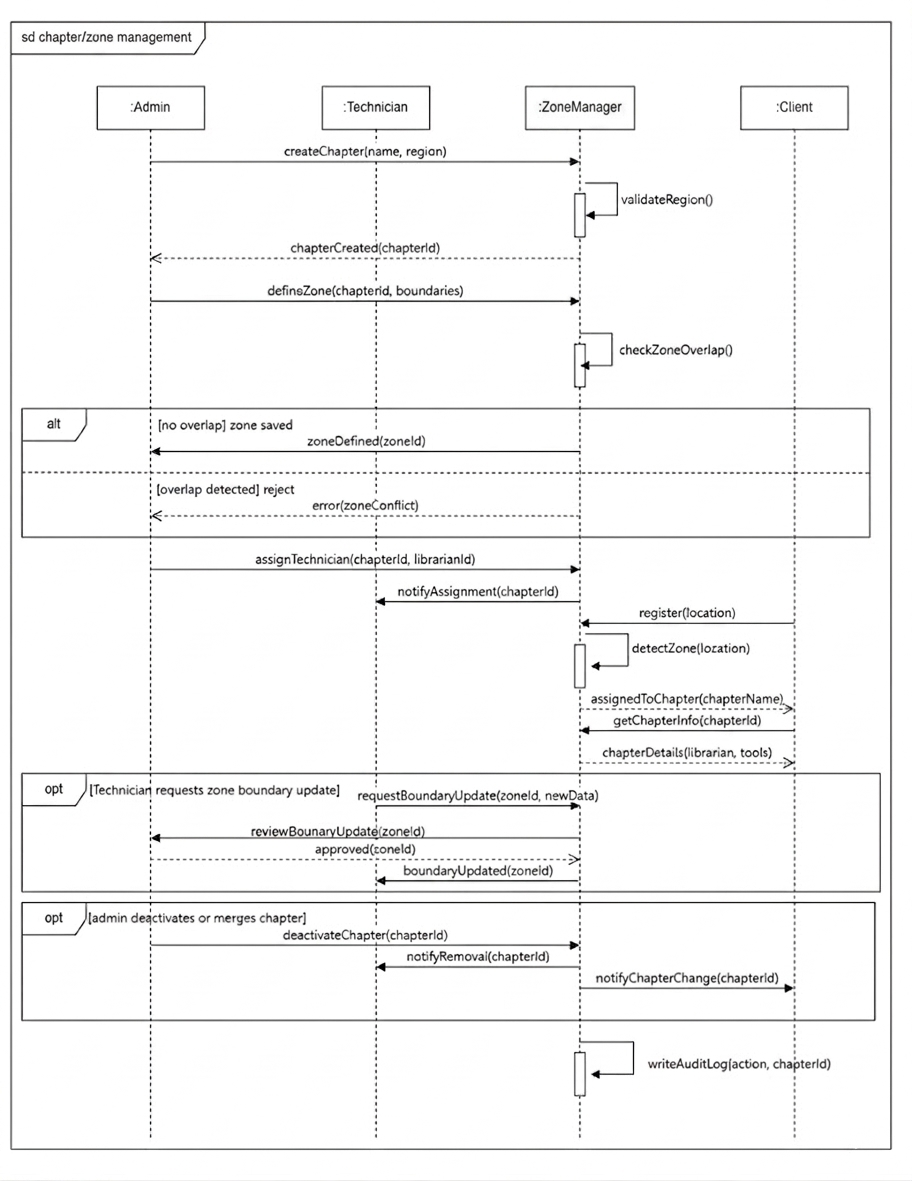 sd chapter/zone management
:Admin
:Technician
:ZoneManager
:Client
createChapter(name, region)
validateRegion()
chapterCreated(chapterId)
defineZone(chapterId, boundaries)
checkZoneOverlap()
alt
[no overlap] zone saved
zoneDefined(zoneId)
[overlap detected] reject
error(zoneConflict)
assignTechnician(chapterId, librarianId)
notifyAssignment(chapterId)
register(location)
detectZone(location)
assignedToChapter(chapterName)
getChapterInfo(chapterId)
chapterDetails(librarian, tools)
opt
[Technician requests zone boundary update]
requestBoundaryUpdate(zoneId, newData)
reviewBounaryUpdate(zoneId)
approved(zoneId)
boundaryUpdated(zoneId)
opt
[admin deactivates or merges chapter]
deactivateChapter(chapterId)
notifyRemoval(chapterId)
notifyChapterChange(chapterId)
writeAuditLog(action, chapterId)